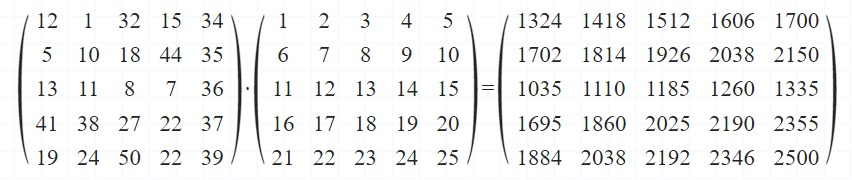 12 1 32 15 34 1 2 3 4 5 1324 1418 1512 1606 1700
5 10 18 44 35 6 7 8 9 10 1702 1814 1926 2038 2150
13 11 8 7 36 · 11 12 13 14 15 = 1035 1110 1185 1260 1335
41 38 27 22 37 16 17 18 19 20 1695 1860 2025 2190 2355
19 24 50 22 39 21 22 23 24 25 1884 2038 2192 2346 2500